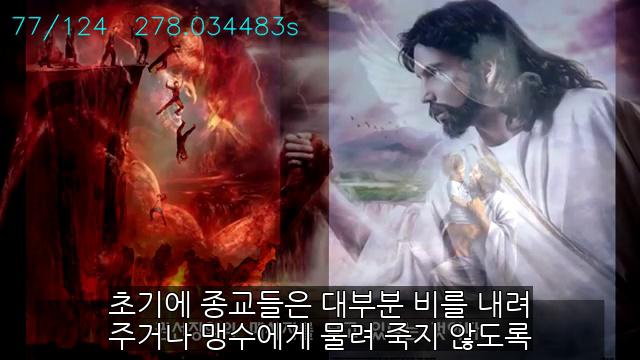 77/124 278.034483s
초기에 종교들은 대부분 비를 내려
주거나 맹수에게 물려 죽지 않도록